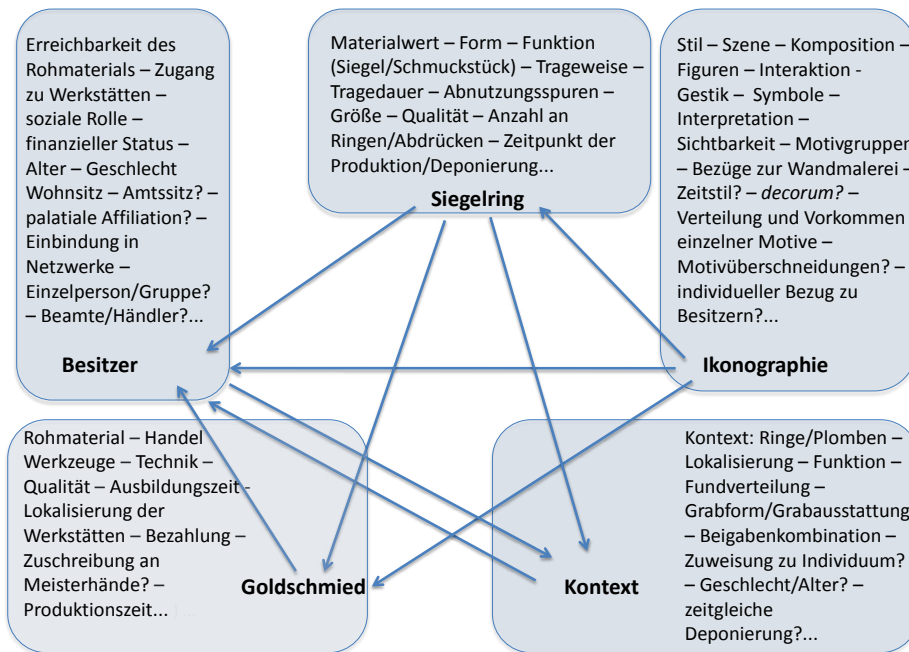 Erreichbarkeit des
Rohmaterials – Zugang
zu Werkstätten –
soziale Rolle –
finanzieller Status –
Alter – Geschlecht
Wohnsitz – Amtssitz? –
palatiale Affiliation? –
Einbindung in
Netzwerke –
Einzelperson/Gruppe?
– Beamte/Händler?...
Besitzer
Materialwert – Form – Funktion
(Siegel/Schmuckstück) – Trageweise –
Tragedauer – Abnutzungsspuren –
Größe – Qualität – Anzahl an
Ringen/Abdrücken – Zeitpunkt der
Produktion/Deponierung...
Siegelring
Stil – Szene – Komposition –
Figuren – Interaktion -
Gestik – Symbole –
Interpretation –
Sichtbarkeit – Motivgruppen
– Bezüge zur Wandmalerei –
Zeitstil? – decorum? –
Verteilung und Vorkommen
einzelner Motive –
Motivüberschneidungen? –
individueller Bezug zu
Besitzern?...
Ikonographie
Rohmaterial – Handel
Werkzeuge – Technik –
Qualität – Ausbildungszeit -
Lokalisierung der
Werkstätten – Bezahlung –
Zuschreibung an
Meisterhände? –
Produktionszeit...
Goldschmied
Kontext: Ringe/Plomben –
Lokalisierung – Funktion –
Fundverteilung –
Grabform/Grabausstattung
– Beigabenkombination –
Zuweisung zu Individuum?
– Geschlecht/Alter? –
zeitgleiche
Deponierung?...
Kontext